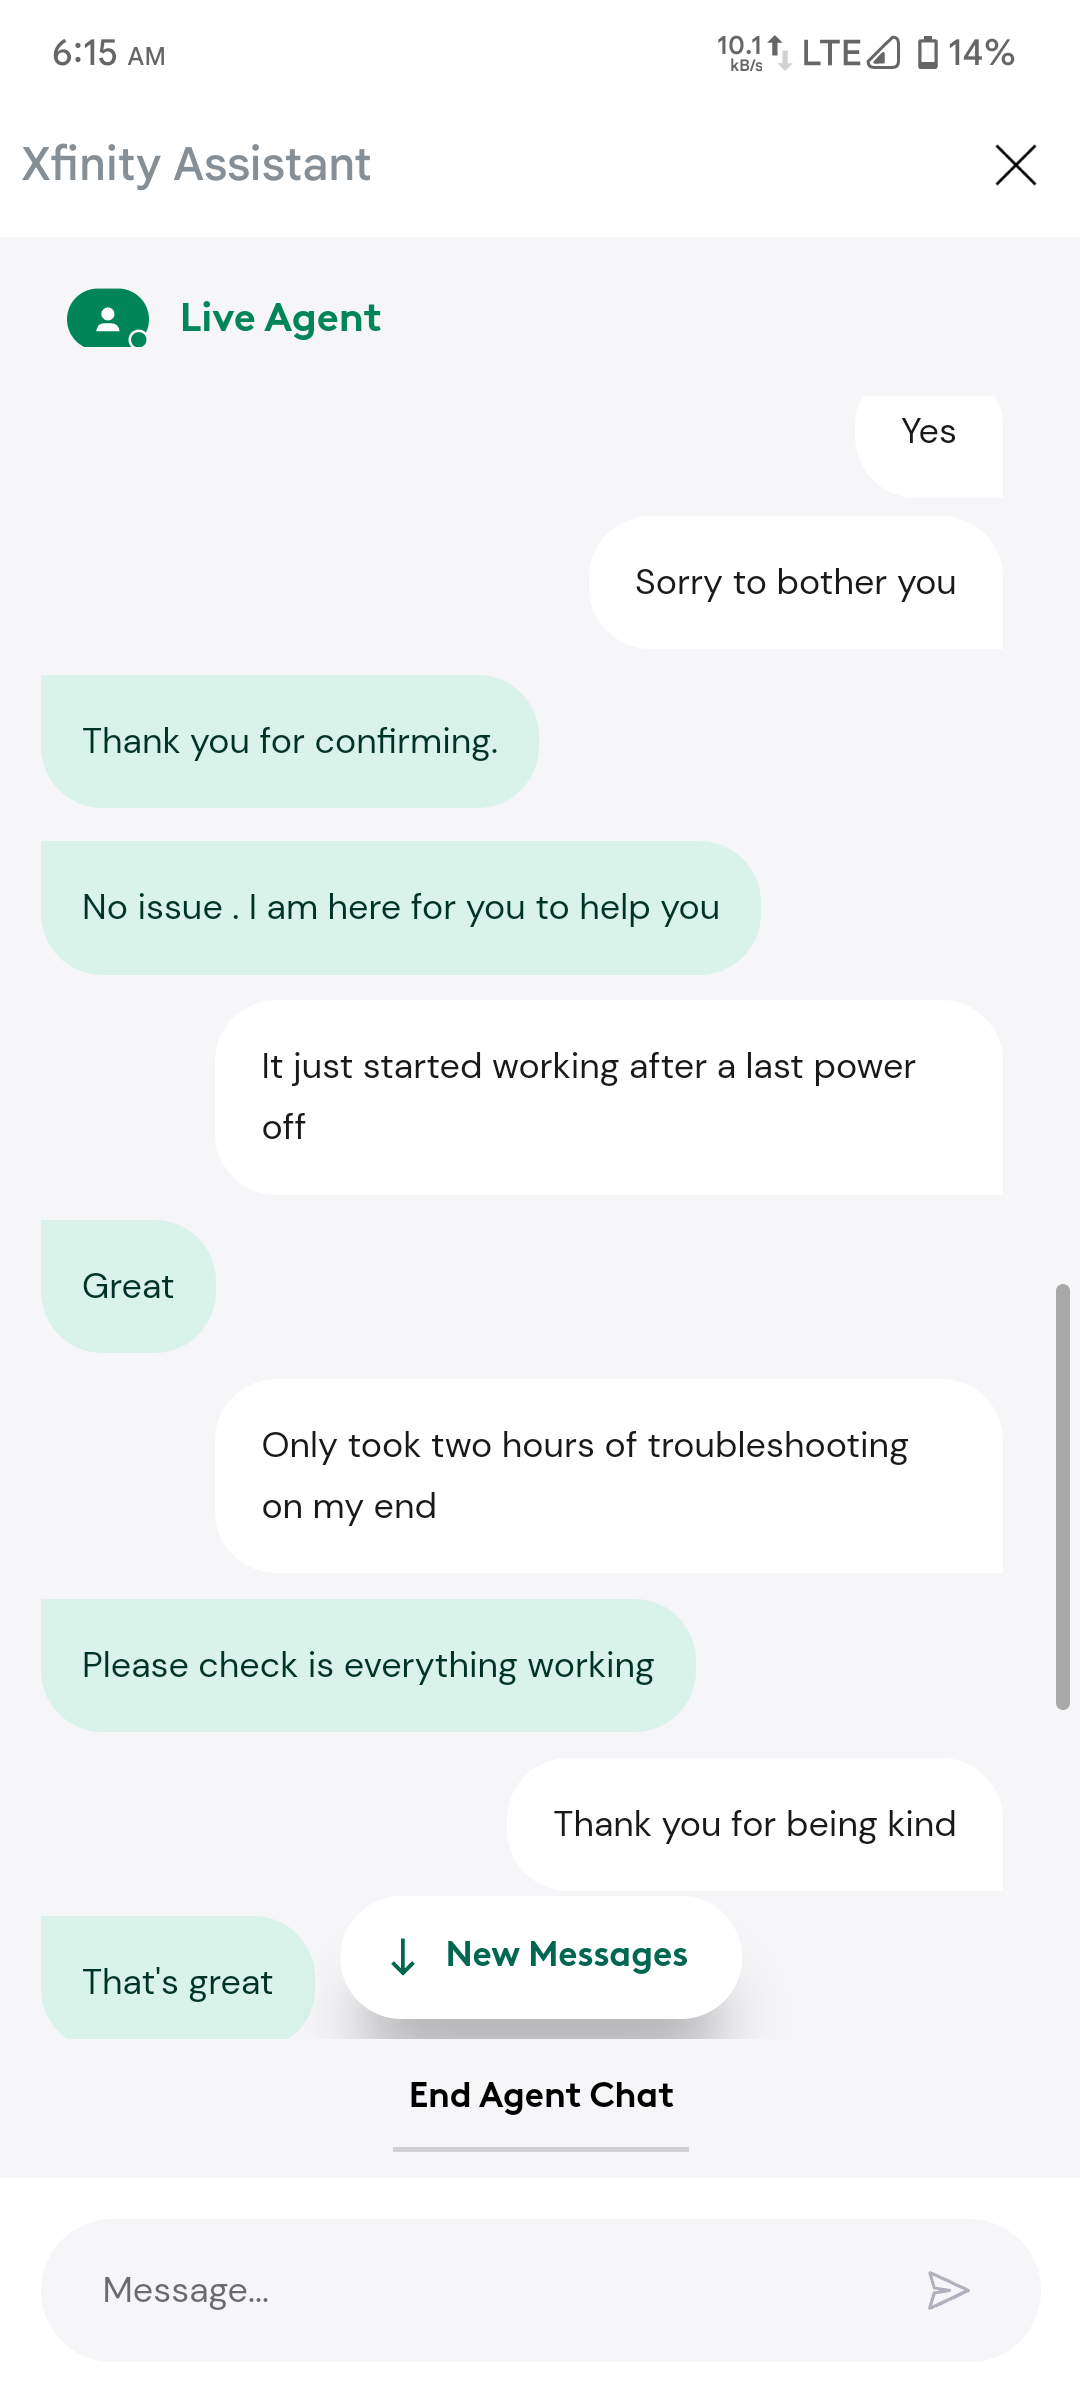 6:15 AM
10.1 kB/s LTE 14%
Xfinity Assistant
Live Agent
Yes
Sorry to bother you
Thank you for confirming.
No issue . I am here for you to help you
It just started working after a last power
off
Great
Only took two hours of troubleshooting
on my end
Please check is everything working
Thank you for being kind
That's great
New Messages
End Agent Chat
Message...